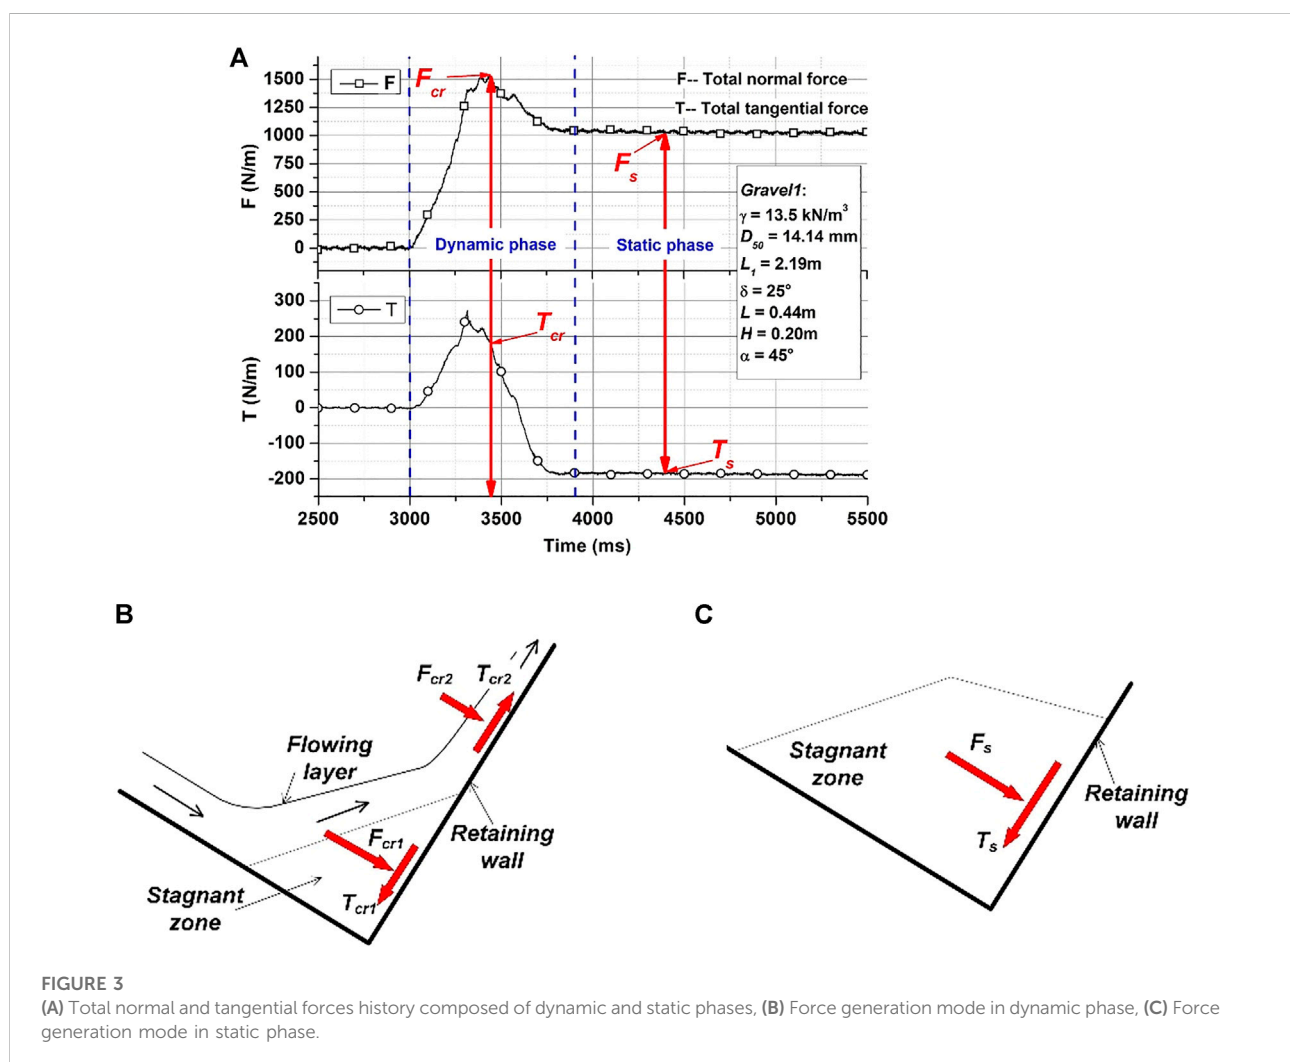 A
F
F-- Total normal force
T-- Total tangential force
Fcr
1500
1250
1000
750
500
250
0
F (N/m)
Fs
Dynamic phase
Static phase
Gravel1:
γ = 13.5 kN/m³
D50 = 14.14 mm
L1 = 2.19m
δ = 25°
L = 0.44m
H = 0.20m
α = 45°
T
300
200
100
0
-100
-200
T (N/m)
Tcr
Ts
2500 3000 3500 4000 4500 5000 5500
Time (ms)
B
Fcr2
Tcr2
Flowing
layer
Fcr1
Tcr1
Retaining
wall
Stagnant
zone
C
Stagnant
zone
Fs
Ts
Retaining
wall
FIGURE 3
(A) Total normal and tangential forces history composed of dynamic and static phases, (B) Force generation mode in dynamic phase, (C) Force
generation mode in static phase.